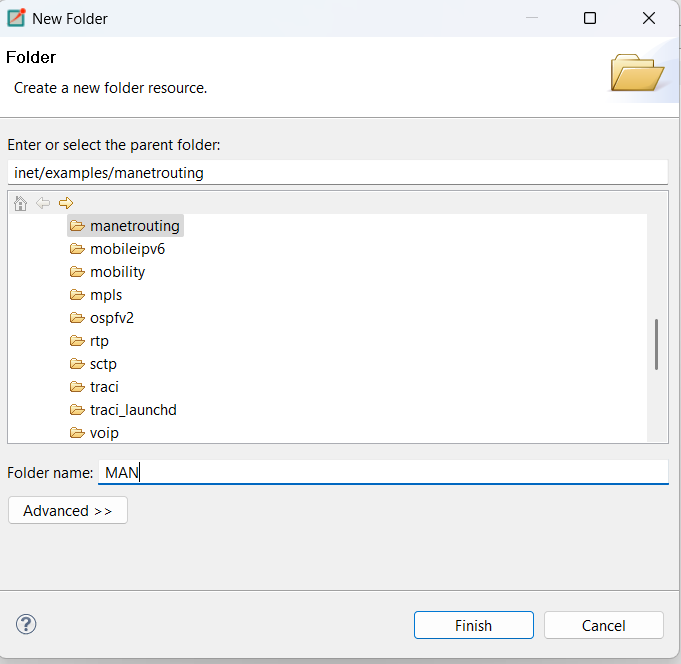 New Folder
Folder
Create a new folder resource.
Enter or select the parent folder:
inet/examples/manetrouting
manetrouting
mobileipv6
mobility
mpls
ospfv2
rtp
sctp
traci
traci_launchd
voip
Folder name: MAN
Advanced >>
? Finish Cancel